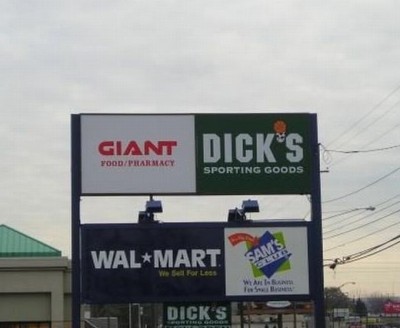 GIANT
FOOD/PHARMACY
DICK'S
SPORTING GOODS
WAL★MART
We Sell For Less
SAM'S
CLUB
WE ARE IN BUSINESS
FOR SMALL BUSINESS
DICK'S
SPORTING GOODS